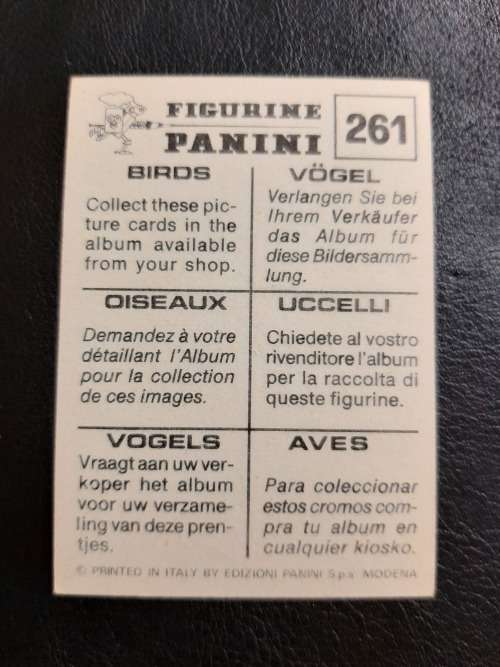 FIGURINE
PANINI
261
BIRDS
Collect these pic-
ture cards in the
album available
from your shop.
VÖGEL
Verlangen Sie bei
Ihrem Verkäufer
das Album für
diese Bildersamm-
lung.
OISEAUX
Demandez à votre
détaillant l'Album
pour la collection
de ces images.
UCCELLI
Chiedete al vostro
rivenditore l'album
per la raccolta di
queste figurine.
VOGELS
Vraagt aan uw ver-
koper het album
voor uw verzame-
ling van deze pren-
tjes.
AVES
Para coleccionar
estos cromos com-
pra tu album en
cualquier kiosko.
© PRINTED IN ITALY BY EDIZIONI PANINI S.p.A. MODENA